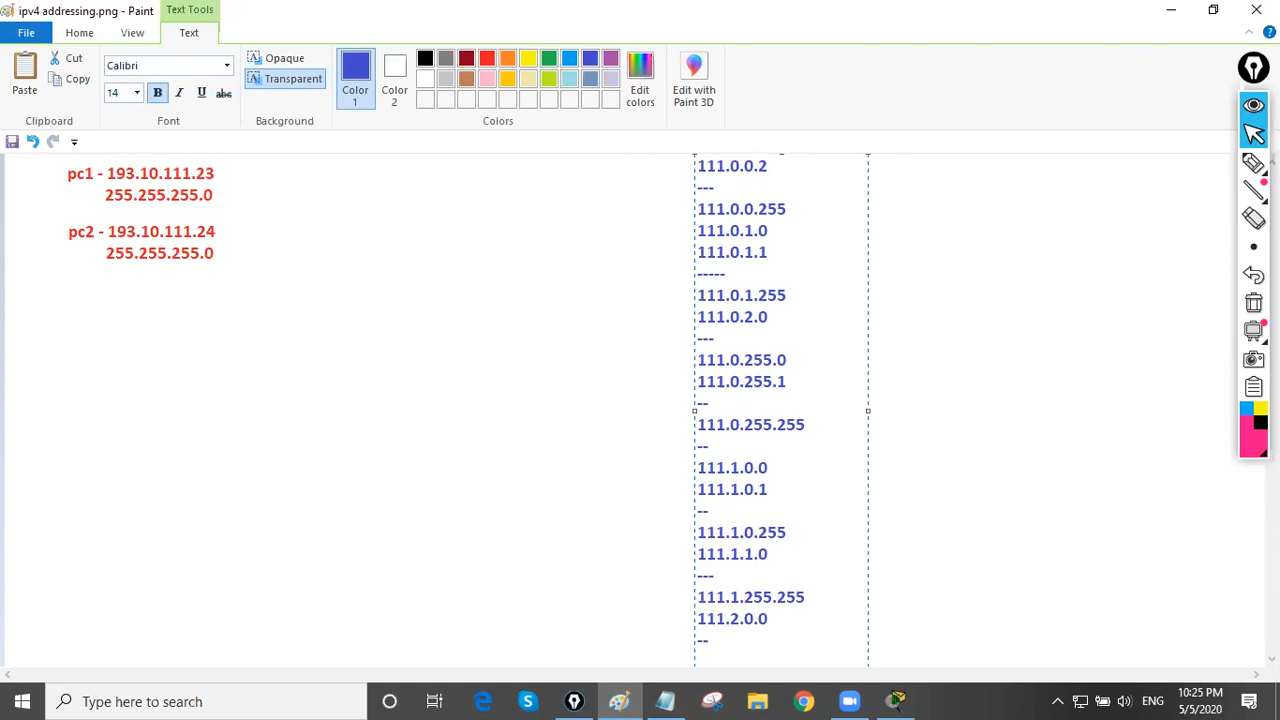 ipv4 addressing.png - Paint
Text Tools
File
Home
View
Text
Paste
Cut
Copy
Clipboard
Calibri
14
B
I
U
abc
Font
Opaque
Transparent
Background
Color 1
Color 2
Edit colors
Colors
Edit with Paint 3D
pc1 - 193.10.111.23
255.255.255.0
pc2 - 193.10.111.24
255.255.255.0
111.0.0.2
---
111.0.0.255
111.0.1.0
111.0.1.1
-----
111.0.1.255
111.0.2.0
---
111.0.255.0
111.0.255.1
--
111.0.255.255
--
111.1.0.0
111.1.0.1
--
111.1.0.255
111.1.1.0
---
111.1.255.255
111.2.0.0
--
Type here to search
ENG
10:25 PM
5/5/2020